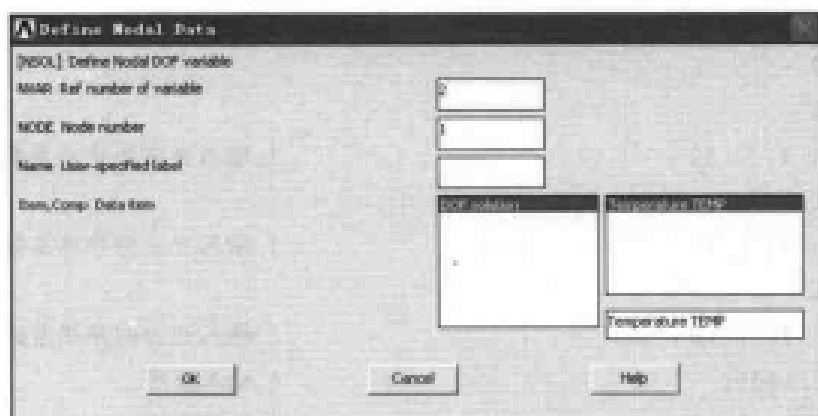 Define Nodal Data
[NSOL] Define Nodal DOF variable
NVAR Ref number of variable
2
NODE Node number
1
Name User-specified label
Item,Comp Data item
DOF solution
Temperature TEMP
Temperature TEMP
OK
Cancel
Help